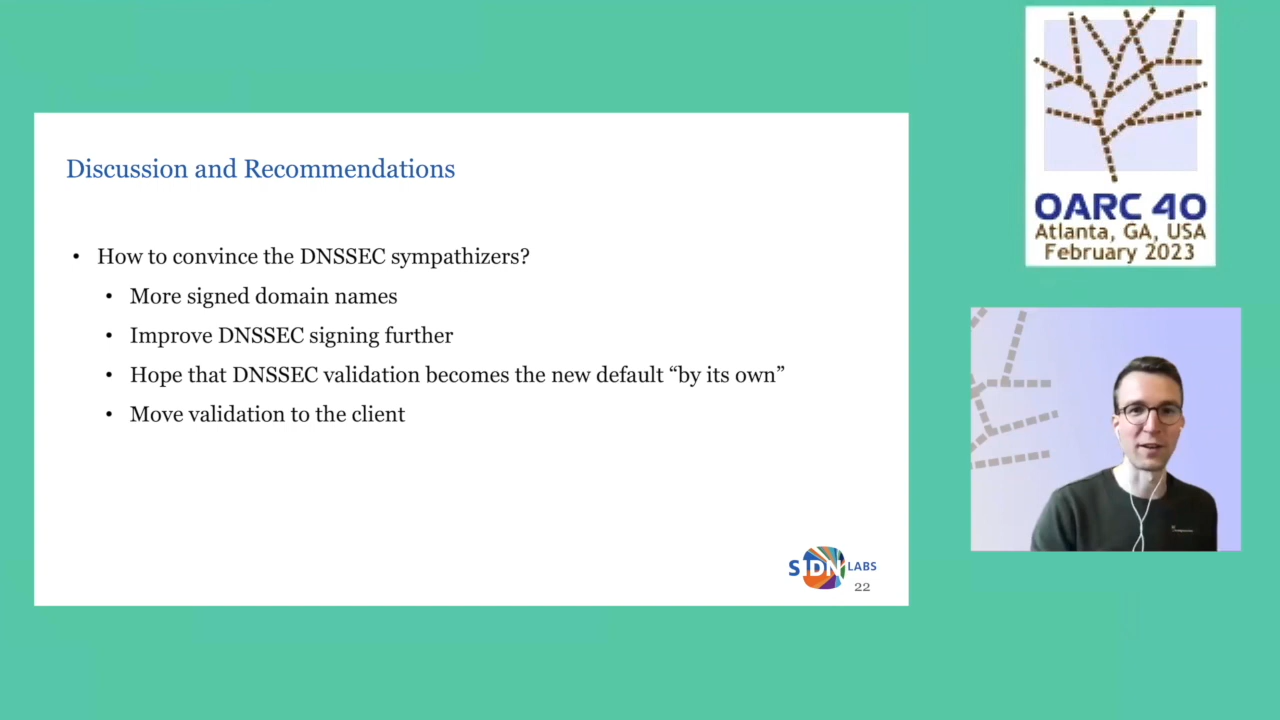 Discussion and Recommendations
• How to convince the DNSSEC sympathizers?
• More signed domain names
• Improve DNSSEC signing further
• Hope that DNSSEC validation becomes the new default “by its own”
• Move validation to the client
SIDN LABS
22
OARC 40
Atlanta, GA, USA
February 2023